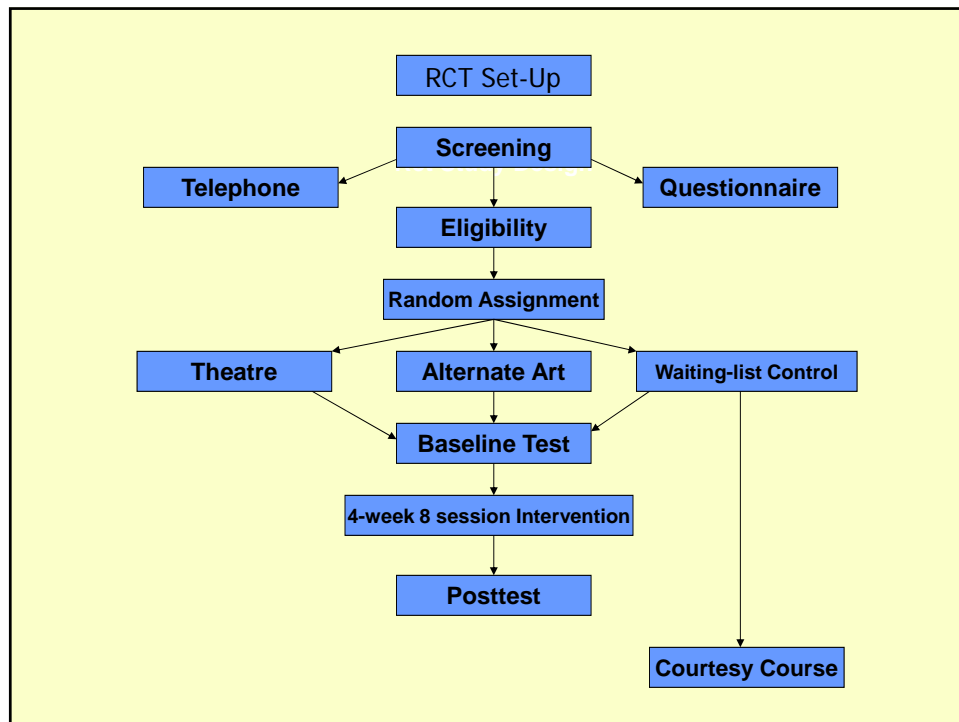 RCT Set-Up
Screening
Telephone
Questionnaire
Eligibility
Random Assignment
Theatre
Alternate Art
Waiting-list Control
Baseline Test
4-week 8 session Intervention
Posttest
Courtesy Course